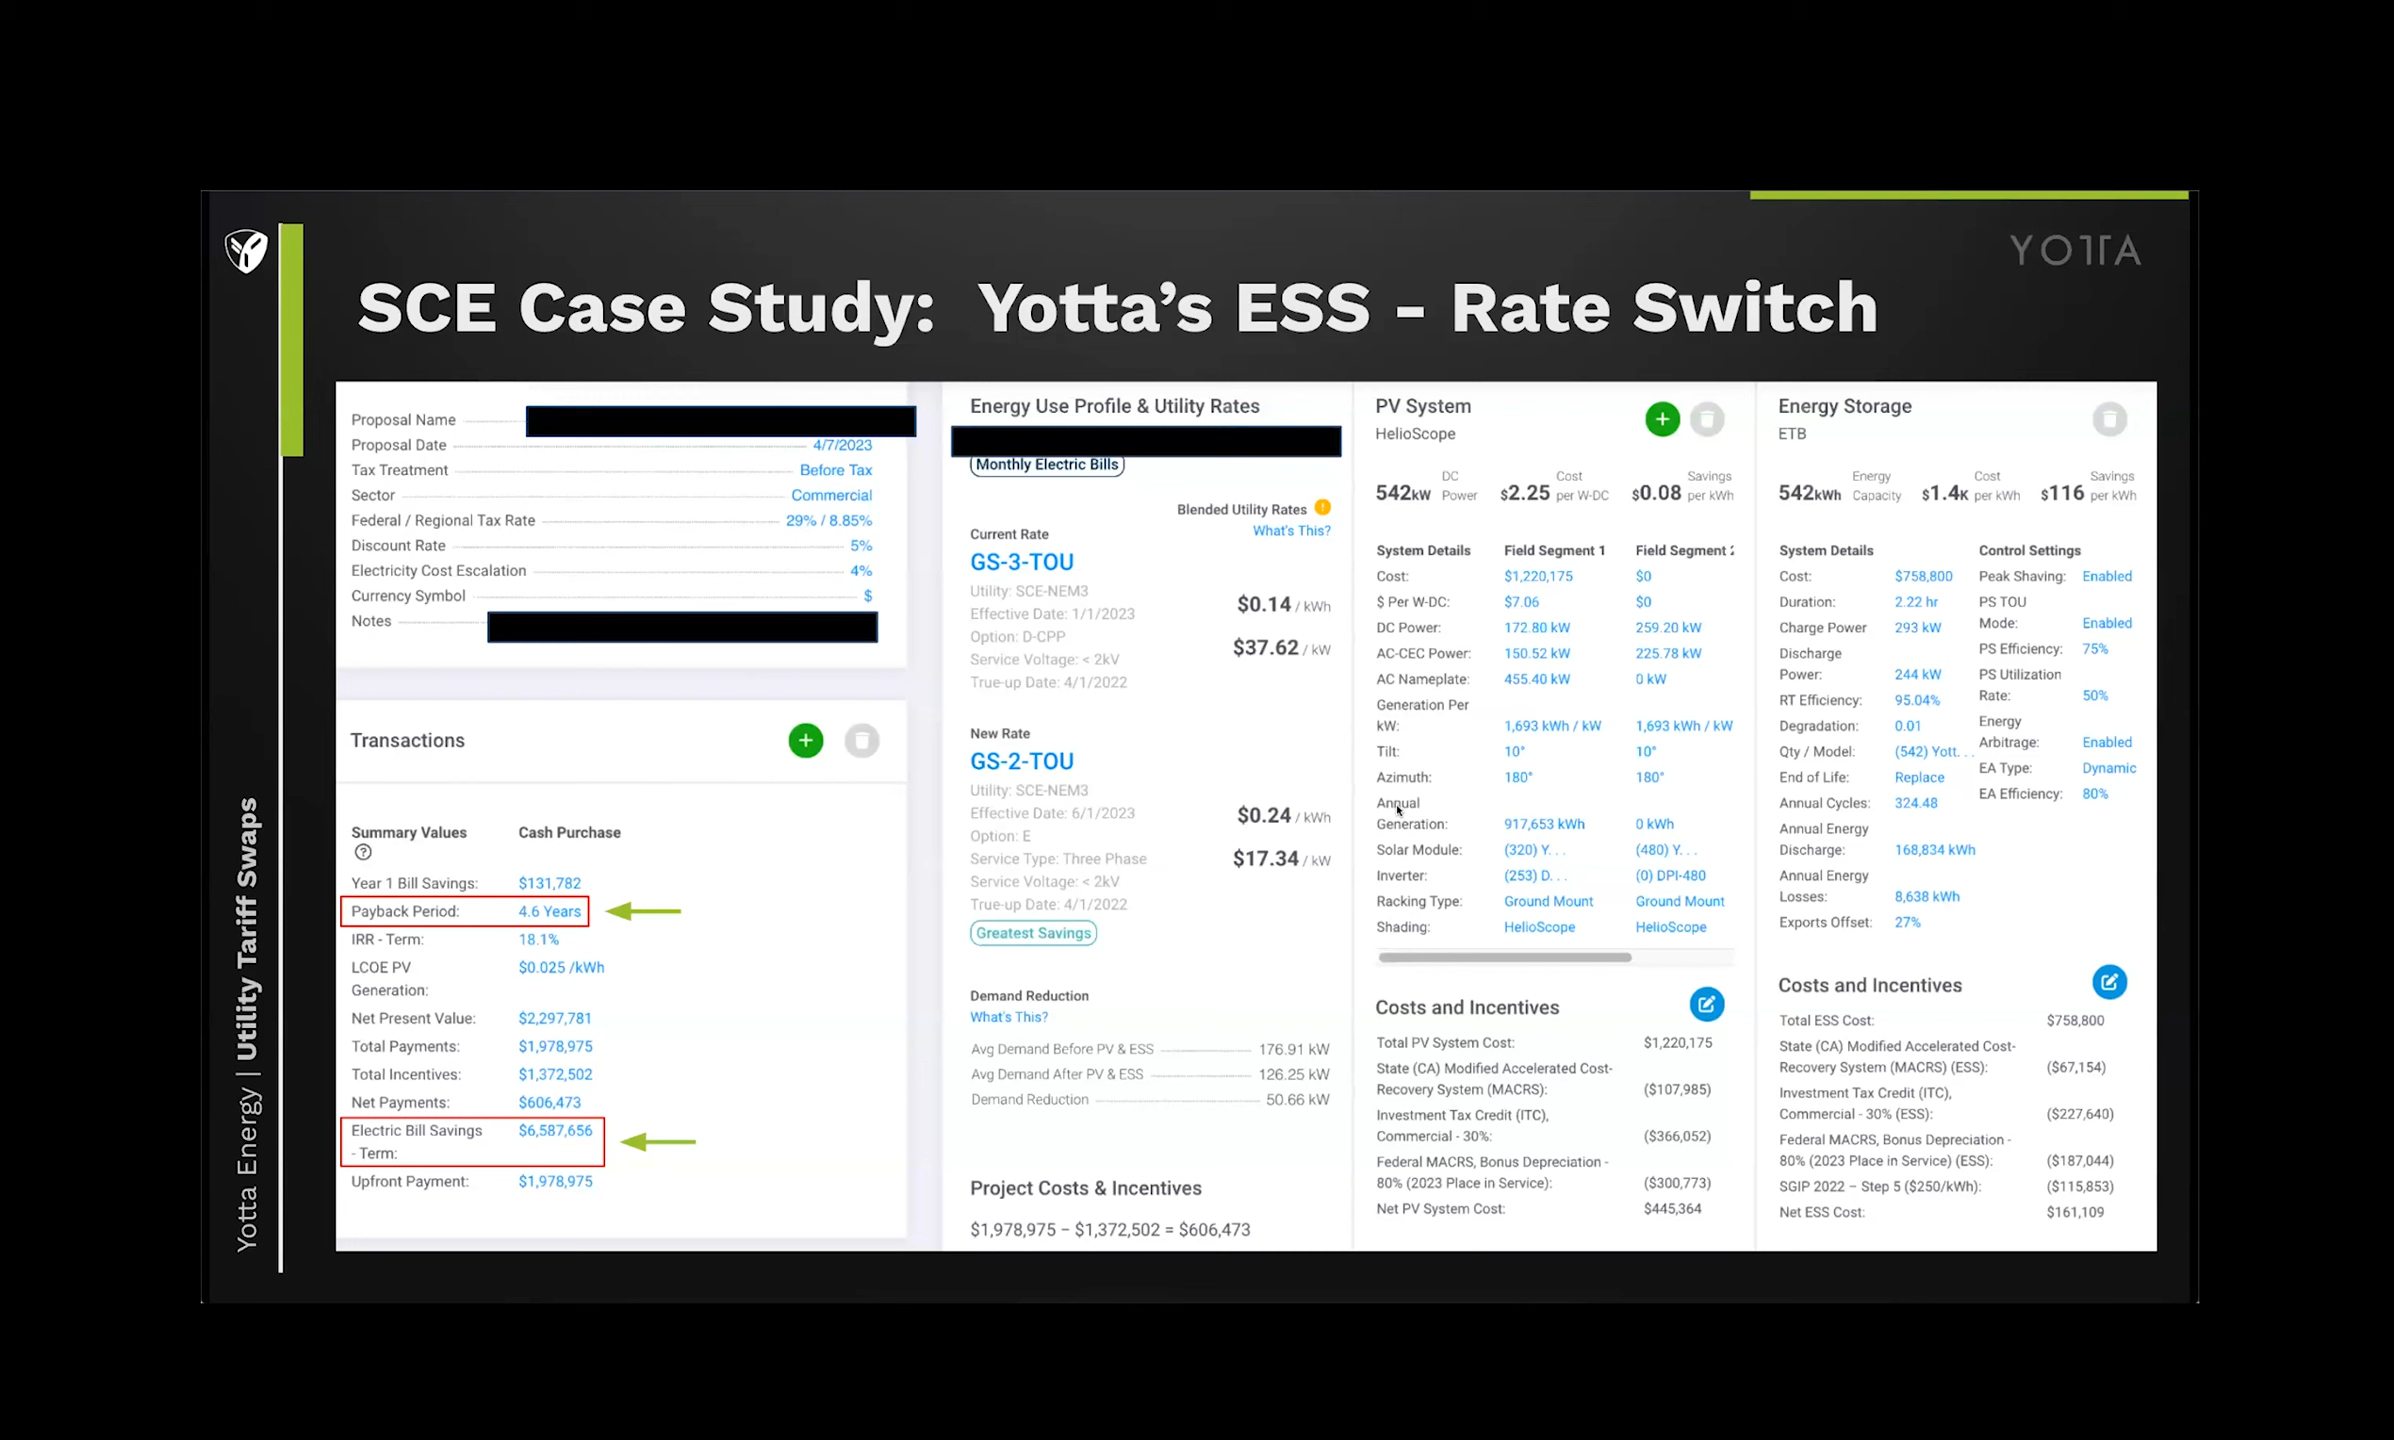 YOTTA
SCE Case Study: Yotta's ESS - Rate Switch
Yotta Energy | Utility Tariff Swaps
Proposal Name
Proposal Date 4/7/2023
Tax Treatment Before Tax
Sector Commercial
Federal / Regional Tax Rate 29% / 8.85%
Discount Rate 5%
Electricity Cost Escalation 4%
Currency Symbol $
Notes
Transactions
Summary Values Cash Purchase
Year 1 Bill Savings: $131,782
Payback Period: 4.6 Years
IRR - Term: 18.1%
LCOE PV $0.025 /kWh
Generation:
Net Present Value: $2,297,781
Total Payments: $1,978,975
Total Incentives: $1,372,502
Net Payments: $606,473
Electric Bill Savings $6,587,656
- Term:
Upfront Payment: $1,978,975
Energy Use Profile & Utility Rates
Monthly Electric Bills
Blended Utility Rates
What's This?
Current Rate
GS-3-TOU
Utility: SCE-NEM3
Effective Date: 1/1/2023
Option: D-CPP
Service Voltage: < 2kV
True-up Date: 4/1/2022
$0.14 / kWh
$37.62 / kW
New Rate
GS-2-TOU
Utility: SCE-NEM3
Effective Date: 6/1/2023
Option: E
Service Type: Three Phase
Service Voltage: < 2kV
True-up Date: 4/1/2022
$0.24 / kWh
$17.34 / kW
Greatest Savings
Demand Reduction
What's This?
Avg Demand Before PV & ESS 176.91 kW
Avg Demand After PV & ESS 126.25 kW
Demand Reduction 50.66 kW
Project Costs & Incentives
$1,978,975 − $1,372,502 = $606,473
PV System
HelioScope
542kW DC Power $2.25 Cost per W-DC $0.08 Savings per kWh
System Details Field Segment 1 Field Segment
Cost: $1,220,175 $0
$ Per W-DC: $7.06 $0
DC Power: 172.80 kW 259.20 kW
AC-CEC Power: 150.52 kW 225.78 kW
AC Nameplate: 455.40 kW 0 kW
Generation Per
kW: 1,693 kWh / kW 1,693 kWh / kW
Tilt: 10° 10°
Azimuth: 180° 180°
Annual
Generation: 917,653 kWh 0 kWh
Solar Module: (320) Y. . . (480) Y. . .
Inverter: (253) D. . . (0) DPI-480
Racking Type: Ground Mount Ground Mount
Shading: HelioScope HelioScope
Costs and Incentives
Total PV System Cost: $1,220,175
State (CA) Modified Accelerated Cost-
Recovery System (MACRS): ($107,985)
Investment Tax Credit (ITC),
Commercial - 30%: ($366,052)
Federal MACRS, Bonus Depreciation -
80% (2023 Place in Service): ($300,773)
Net PV System Cost: $445,364
Energy Storage
ETB
542kWh Energy Capacity $1.4K Cost per kWh $116 Savings per kWh
System Details
Cost: $758,800
Duration: 2.22 hr
Charge Power 293 kW
Discharge
Power: 244 kW
RT Efficiency: 95.04%
Degradation: 0.01
Qty / Model: (542) Yott. . .
End of Life: Replace
Annual Cycles: 324.48
Annual Energy
Discharge: 168,834 kWh
Annual Energy
Losses: 8,638 kWh
Exports Offset: 27%
Control Settings
Peak Shaving: Enabled
PS TOU
Mode: Enabled
PS Efficiency: 75%
PS Utilization
Rate: 50%
Energy
Arbitrage: Enabled
EA Type: Dynamic
EA Efficiency: 80%
Costs and Incentives
Total ESS Cost: $758,800
State (CA) Modified Accelerated Cost-
Recovery System (MACRS) (ESS): ($67,154)
Investment Tax Credit (ITC),
Commercial - 30% (ESS): ($227,640)
Federal MACRS, Bonus Depreciation -
80% (2023 Place in Service) (ESS): ($187,044)
SGIP 2022 – Step 5 ($250/kWh): ($115,853)
Net ESS Cost: $161,109